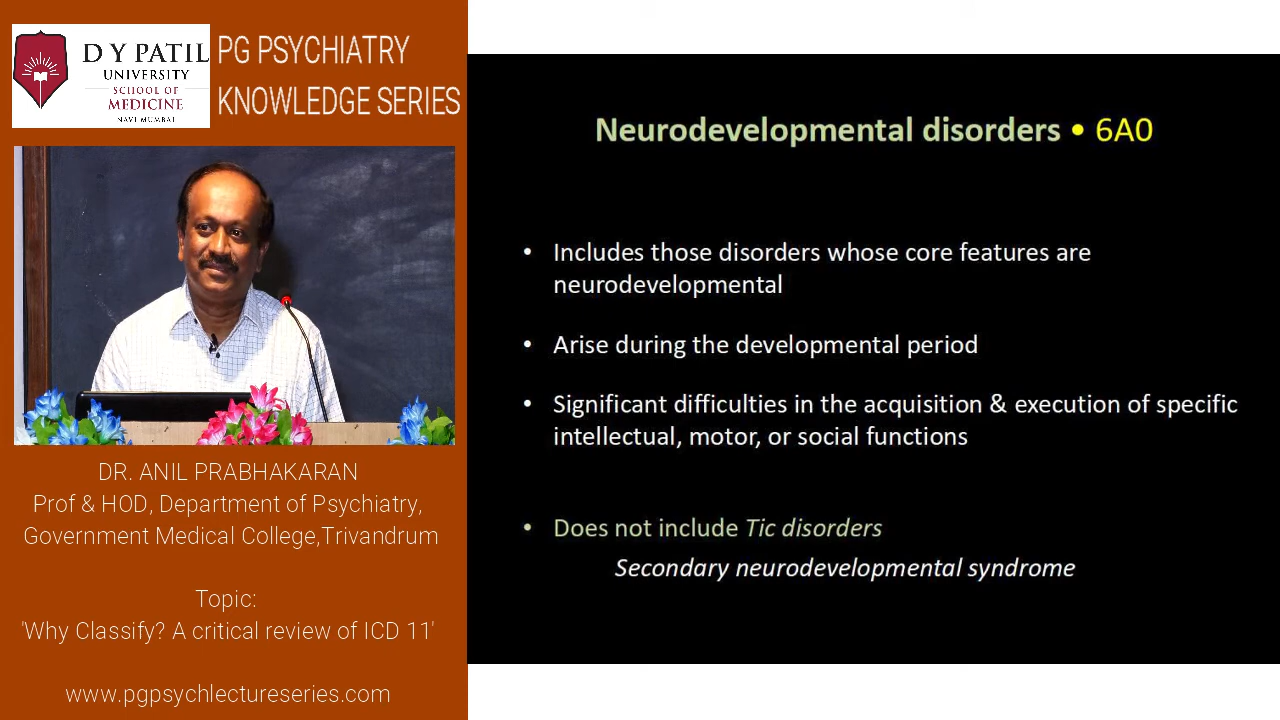 D Y PATIL
UNIVERSITY
SCHOOL OF
MEDICINE
NAVI MUMBAI
PG PSYCHIATRY
KNOWLEDGE SERIES
DR. ANIL PRABHAKARAN
Prof & HOD, Department of Psychiatry,
Government Medical College,Trivandrum
Topic:
'Why Classify? A critical review of ICD 11'
www.pgpsychlectureseries.com
Neurodevelopmental disorders • 6A0
• Includes those disorders whose core features are
neurodevelopmental
• Arise during the developmental period
• Significant difficulties in the acquisition & execution of specific
intellectual, motor, or social functions
• Does not include Tic disorders
Secondary neurodevelopmental syndrome